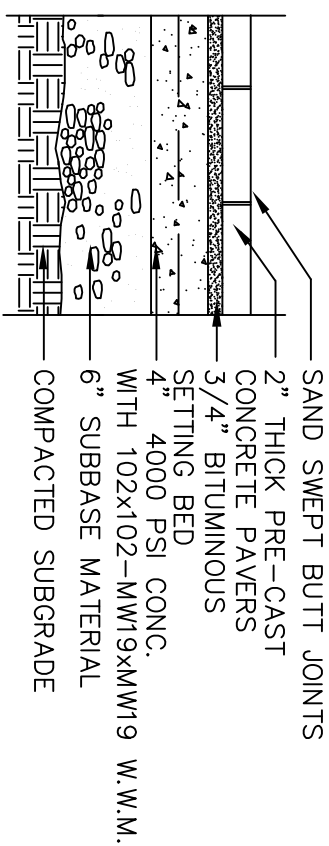 SAND SWEPT BUTT JOINTS
2" THICK PRE-CAST
CONCRETE PAVERS
3/4" BITUMINOUS
SETTING BED
4" 4000 PSI CONC.
WITH 102x102-MW19xMW19 W.W.M.
6" SUBBASE MATERIAL
COMPACTED SUBGRADE